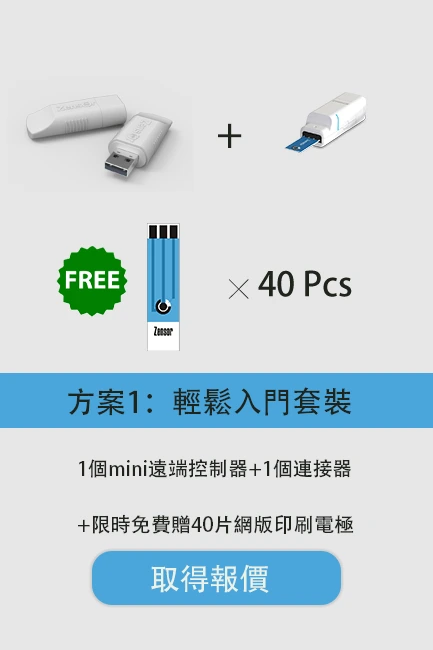 +
FREE
Zensor
× 40 Pcs
方案1：輕鬆入門套裝
1個mini遠端控制器+1個連接器
+限時免費贈40片網版印刷電極
取得報價